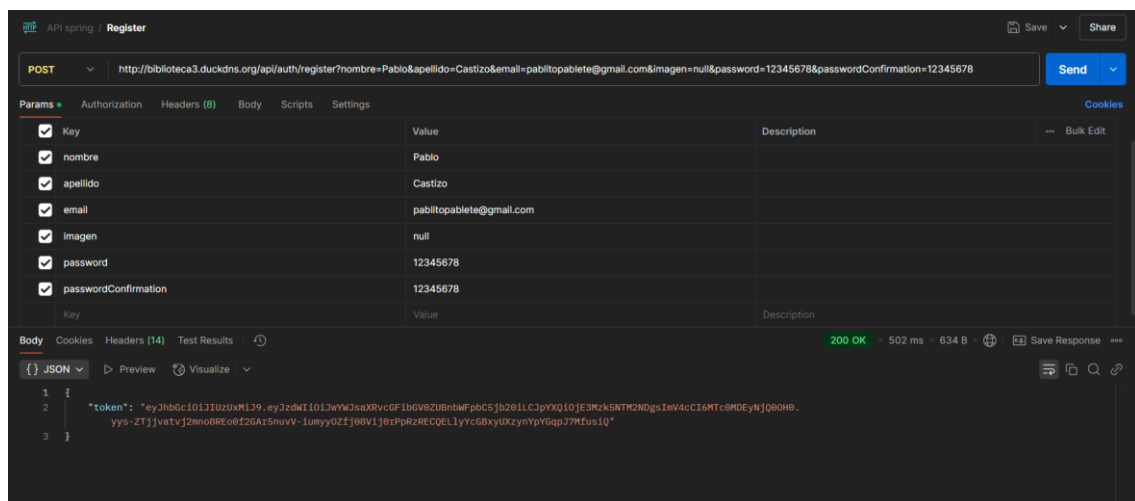 HTTP API spring / Register Save Share
POST http://biblioteca3.duckdns.org/api/auth/register?nombre=Pablo&apellido=Castizo&email=pablitopablete@gmail.com&imagen=null&password=12345678&passwordConfirmation=12345678 Send
Params Authorization Headers (8) Body Scripts Settings Cookies
Key Value Description Bulk Edit
nombre Pablo
apellido Castizo
email pablitopablete@gmail.com
imagen null
password 12345678
passwordConfirmation 12345678
Key Value Description
Body Cookies Headers (14) Test Results 200 OK 502 ms 634 B Save Response
{} JSON Preview Visualize
1 {
2 "token": "eyJhbGciOiJIUzUxMiJ9.eyJzdWIiOiJwYWJsaXRvcGFibGV0ZUBnbWFpbC5jb20iLCJpYXQiOjE3Mzk5NTM2NDgsImV4cCI6MTc0MDEyNjQ0OH0.
3 }